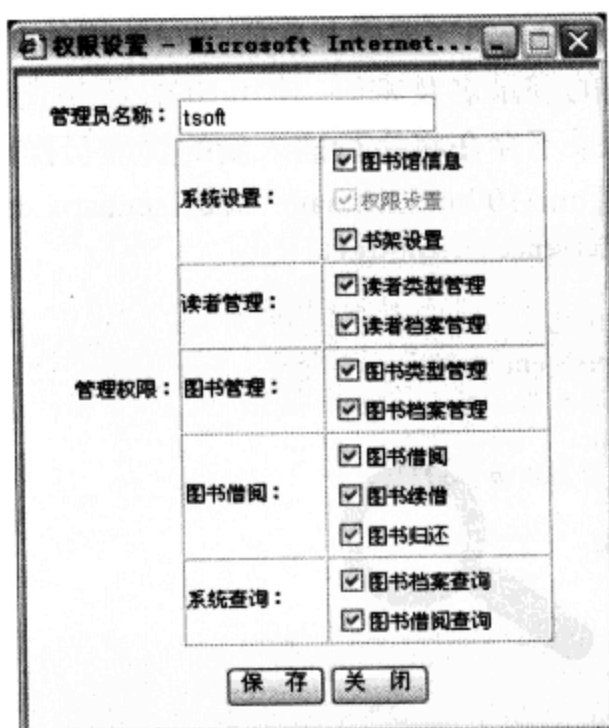 权限设置 - Microsoft Internet...
管理员名称： tsoft
管理权限：
系统设置：
图书馆信息
权限设置
书架设置
读者管理：
读者类型管理
读者档案管理
图书管理：
图书类型管理
图书档案管理
图书借阅：
图书借阅
图书续借
图书归还
系统查询：
图书档案查询
图书借阅查询
保 存 关 闭